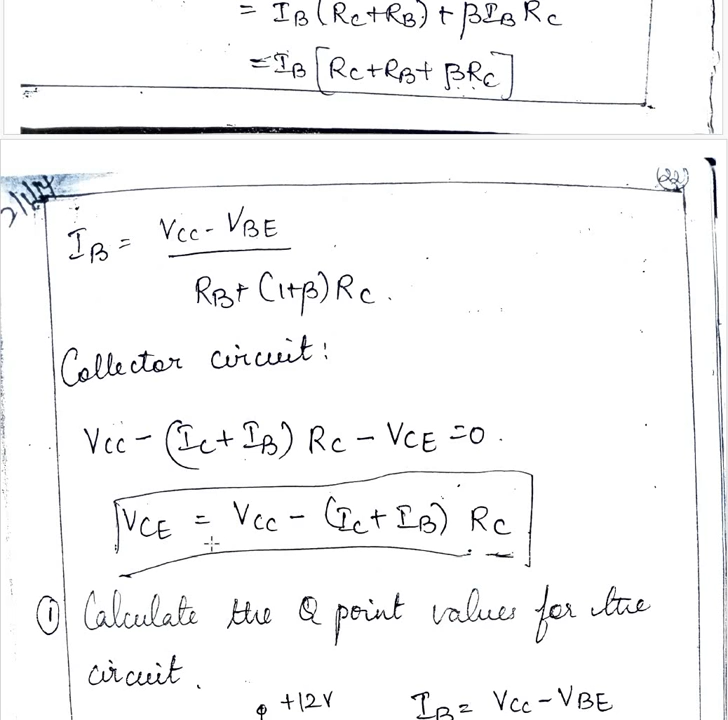 = IB (RC+RB) + βIB RC
= IB [RC+RB+ βRC]
IB = VCC - VBE
RB + (1+β) RC.
Collector circuit:
VCC - (IC + IB) RC - VCE = 0.
VCE = VCC - (IC + IB) RC
① Calculate the Q point values for the
circuit.
+12V IB = VCC - VBE